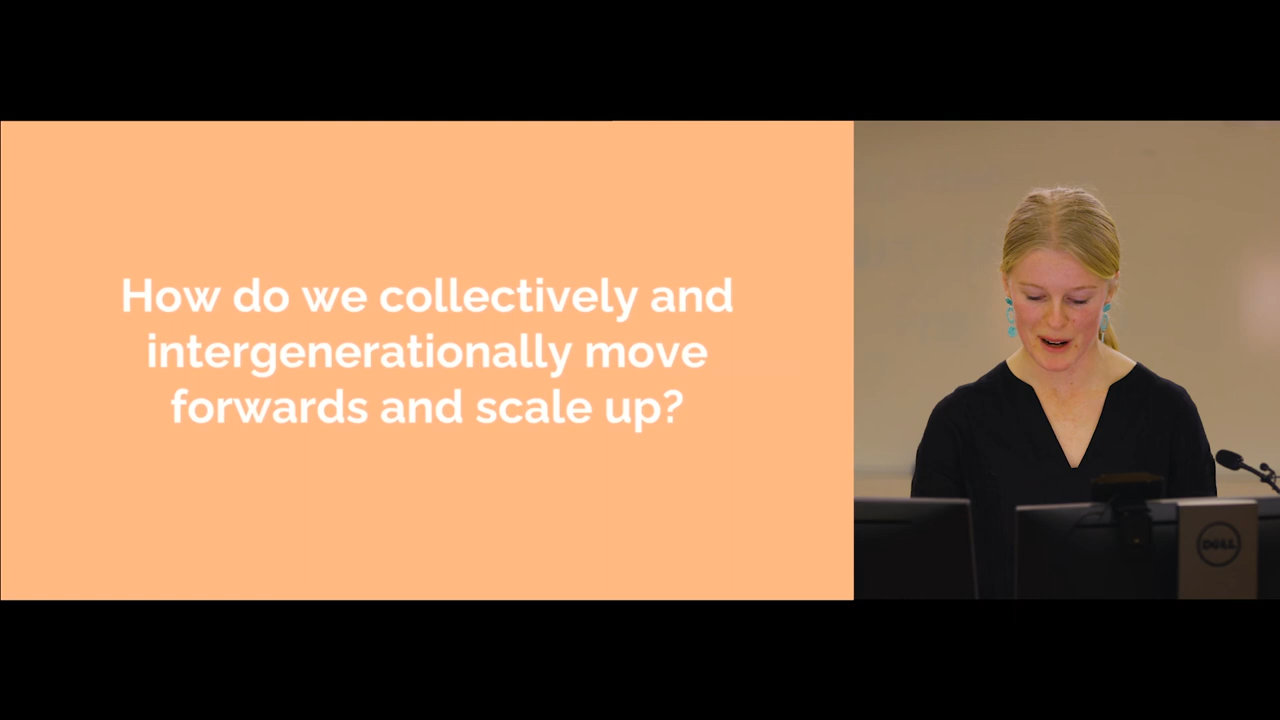 How do we collectively and
intergenerationally move
forwards and scale up?
DELL